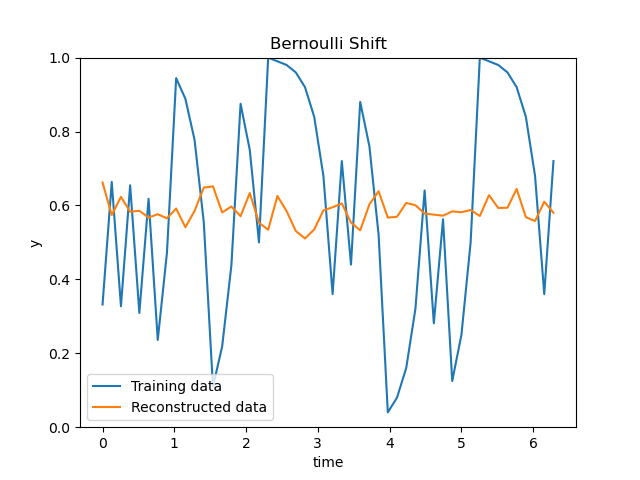 Bernoulli Shift
1.0
0.8
0.6
0.4
0.2
0.0
y
Training data
Reconstructed data
0 1 2 3 4 5 6
time